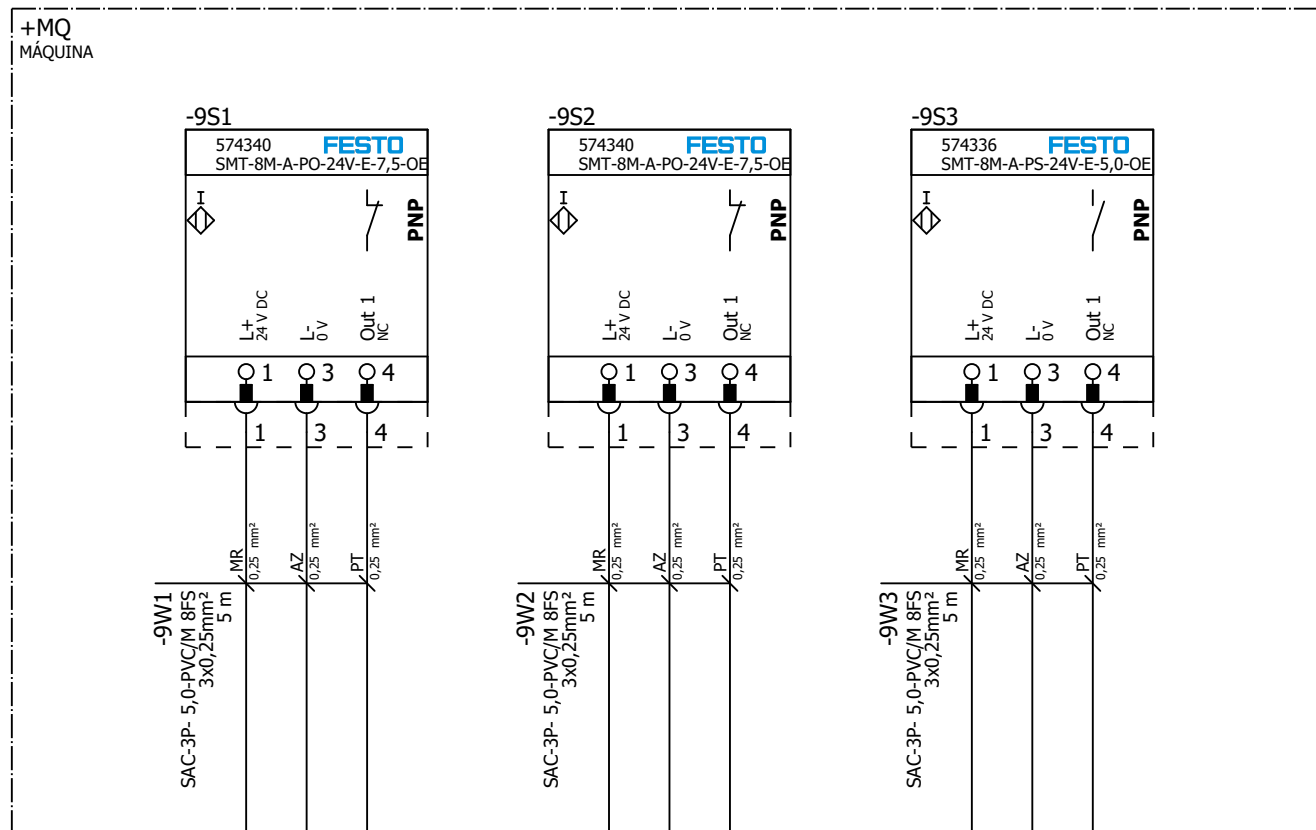 +MQ
MÁQUINA
-9S1
574340 FESTO
SMT-8M-A-PO-24V-E-7,5-OE
I
PNP
L+
24 V DC
L-
0 V
Out 1
NC
1 3 4
1 3 4
MR
0,25 mm²
AZ
0,25 mm²
PT
0,25 mm²
-9W1
SAC-3P- 5,0-PVC/M 8FS
3x0,25mm²
5 m
-9S2
574340 FESTO
SMT-8M-A-PO-24V-E-7,5-OE
I
PNP
L+
24 V DC
L-
0 V
Out 1
NC
1 3 4
1 3 4
MR
0,25 mm²
AZ
0,25 mm²
PT
0,25 mm²
-9W2
SAC-3P- 5,0-PVC/M 8FS
3x0,25mm²
5 m
-9S3
574336 FESTO
SMT-8M-A-PS-24V-E-5,0-OE
I
PNP
L+
24 V DC
L-
0 V
Out 1
NC
1 3 4
1 3 4
MR
0,25 mm²
AZ
0,25 mm²
PT
0,25 mm²
-9W3
SAC-3P- 5,0-PVC/M 8FS
3x0,25mm²
5 m